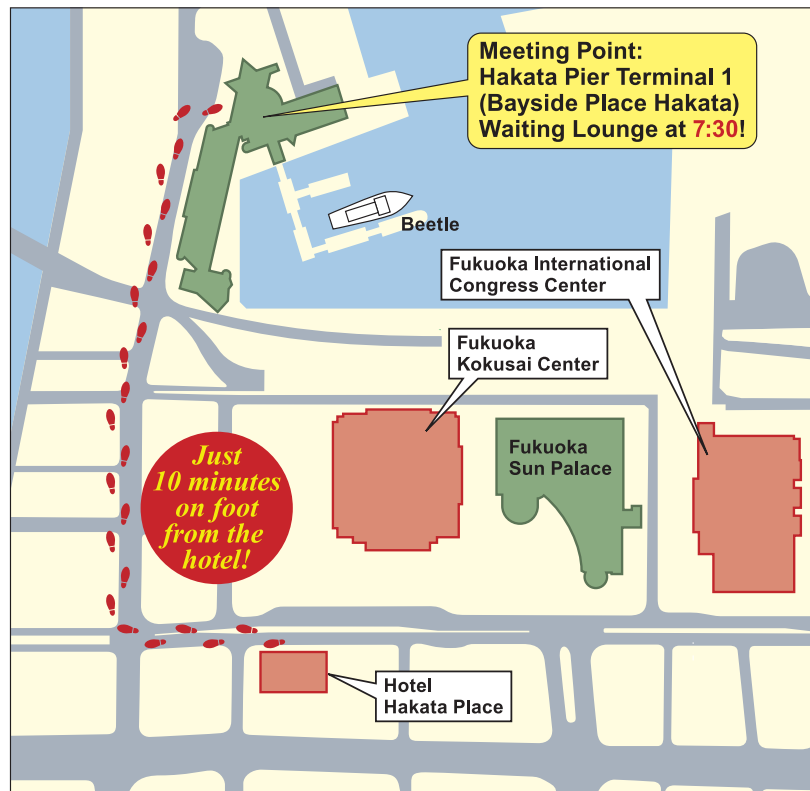 Meeting Point:
Hakata Pier Terminal 1
(Bayside Place Hakata)
Waiting Lounge at 7:30!
Beetle
Fukuoka International
Congress Center
Fukuoka
Kokusai Center
Fukuoka
Sun Palace
Just
10 minutes
on foot
from the
hotel!
Hotel
Hakata Place